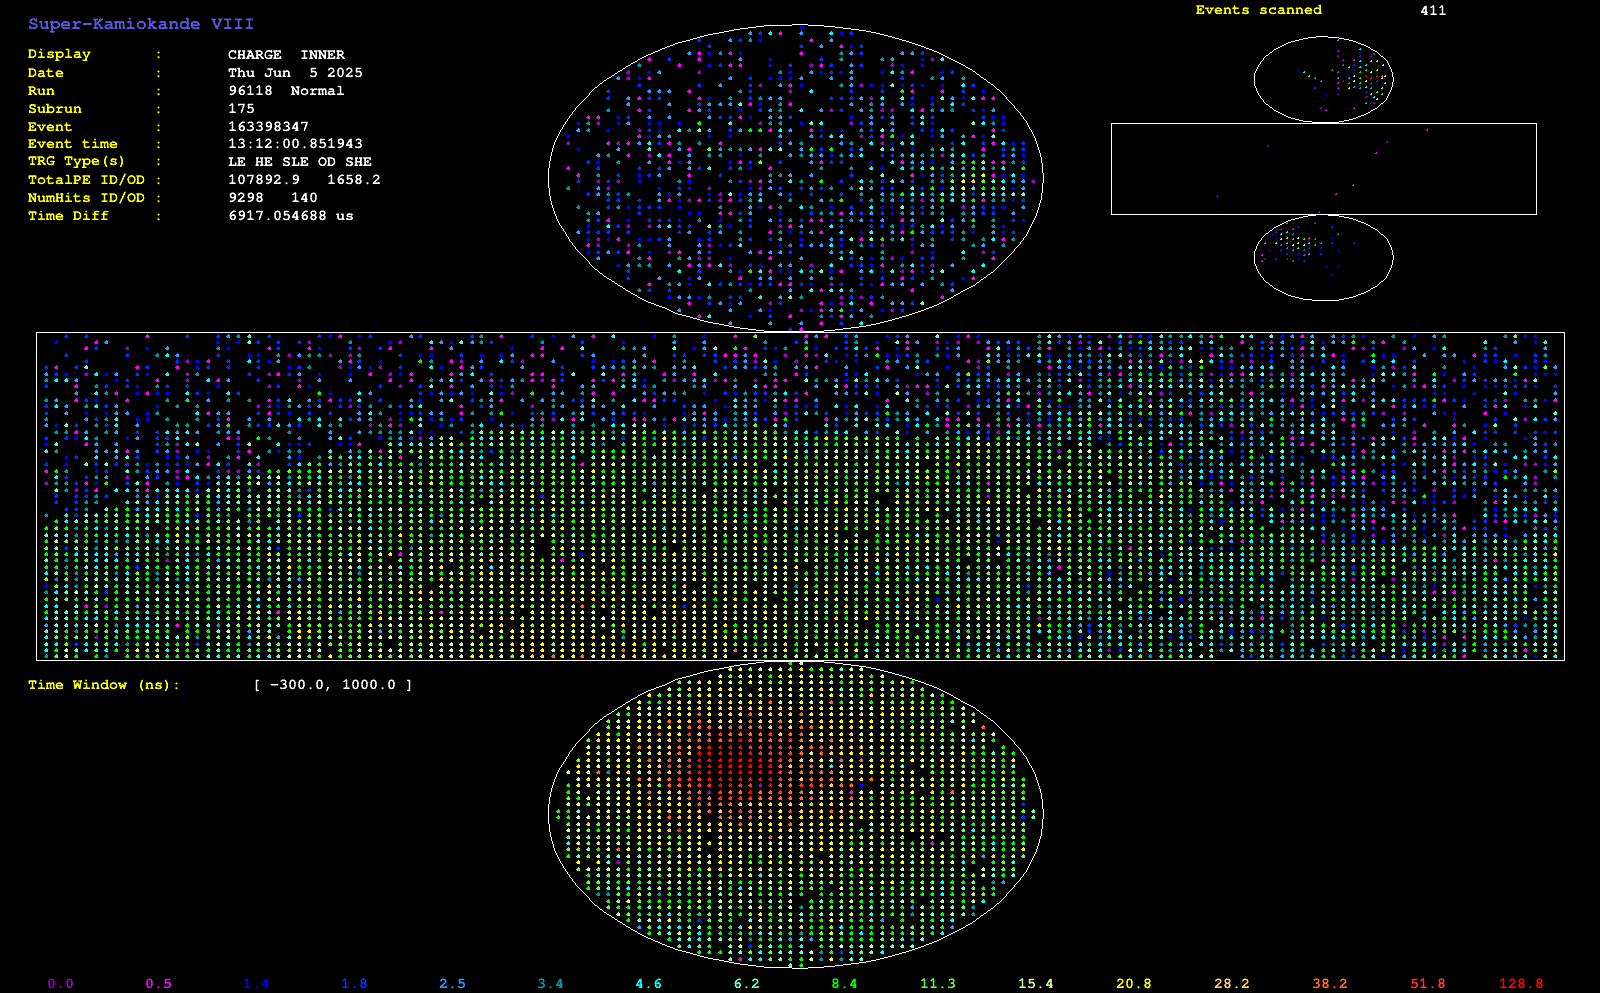 Super-Kamiokande VIII
Display : CHARGE INNER
Date : Thu Jun 5 2025
Run : 96118 Normal
Subrun : 175
Event : 163398347
Event time : 13:12:00.851943
TRG Type(s) : LE HE SLE OD SHE
TotalPE ID/OD : 107892.9 1658.2
NumHits ID/OD : 9298 140
Time Diff : 6917.054688 us
Events scanned 411
Time Window (ns): [ -300.0, 1000.0 ]
0.0 0.5 1.4 1.8 2.5 3.4 4.6 6.2 8.4 11.3 15.4 20.8 28.2 38.2 51.8 128.8